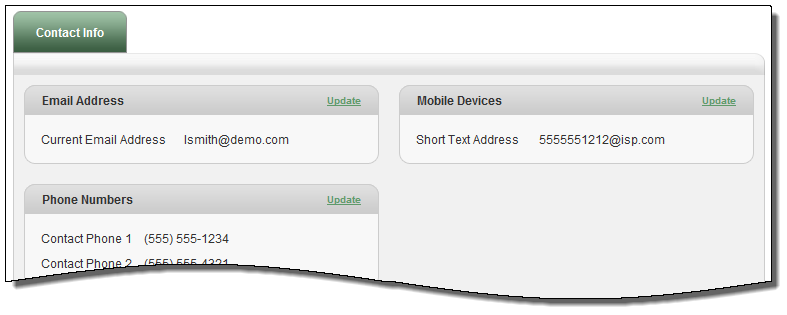 Contact Info
Email Address Update
Current Email Address lsmith@demo.com
Mobile Devices Update
Short Text Address 5555551212@isp.com
Phone Numbers Update
Contact Phone 1 (555) 555-1234
Contact Phone 2 (555) 555-4321